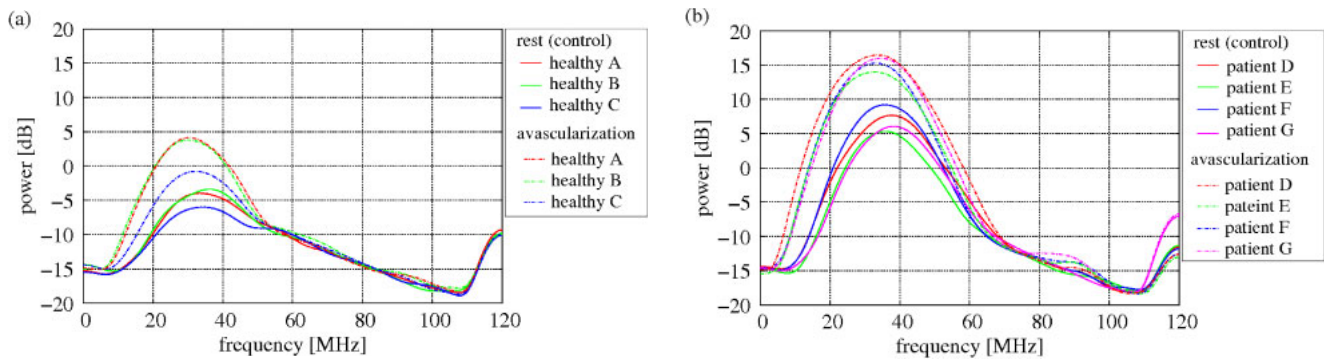 (a)
20
15
10
5
0
−5
−10
−15
−20
power [dB]
0 20 40 60 80 100 120
frequency [MHz]
rest (control)
healthy A
healthy B
healthy C
avascularization
healthy A
healthy B
healthy C
(b)
20
15
10
5
0
−5
−10
−15
−20
power [dB]
0 20 40 60 80 100 120
frequency [MHz]
rest (control)
patient D
patient E
patient F
patient G
avascularization
patient D
pateint E
patient F
patient G